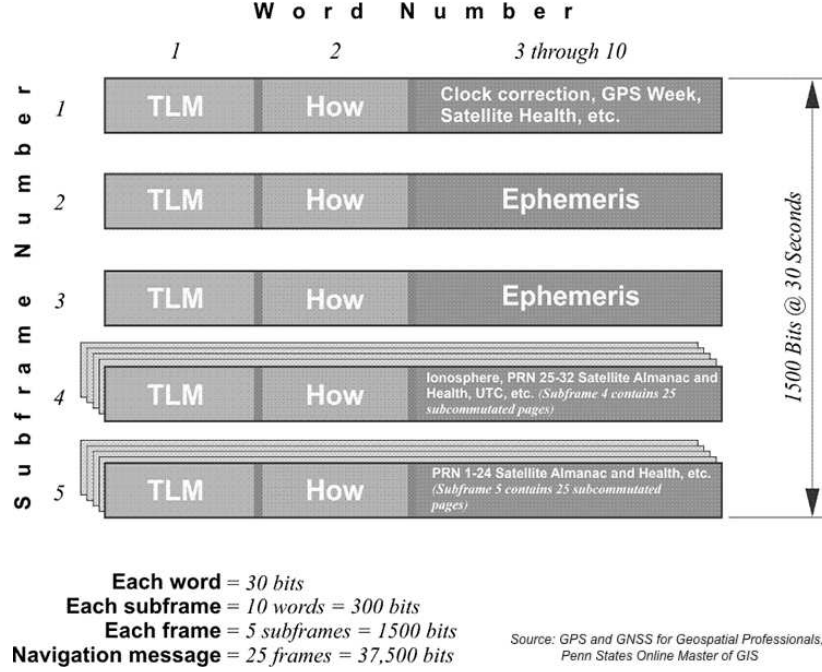 Word Number
1 2 3 through 10
Subframe Number
1 TLM How Clock correction, GPS Week,
Satellite Health, etc.
2 TLM How Ephemeris
3 TLM How Ephemeris
4 TLM How Ionosphere, PRN 25-32 Satellite Almanac and
Health, UTC, etc. (Subframe 4 contains 25
subcommutated pages)
5 TLM How PRN 1-24 Satellite Almanac and Health, etc.
(Subframe 5 contains 25 subcommutated
pages)
1500 Bits @ 30 Seconds
Each word = 30 bits
Each subframe = 10 words = 300 bits
Each frame = 5 subframes = 1500 bits
Navigation message = 25 frames = 37,500 bits
Source: GPS and GNSS for Geospatial Professionals,
Penn States Online Master of GIS